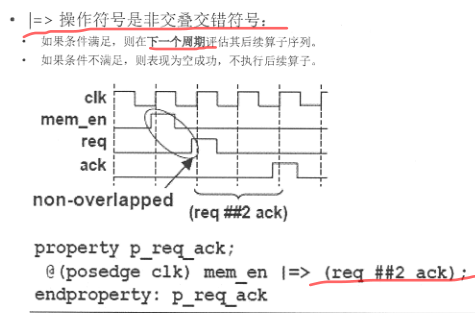 • |=> 操作符号是非交叠交错符号：
• 如果条件满足，则在下一个周期评估其后续算子序列。
• 如果条件不满足，则表现为空成功，不执行后续算子。
clk
mem_en
req
ack
non-overlapped
(req ##2 ack)
property p_req_ack;
@(posedge clk) mem_en |=> (req ##2 ack);
endproperty: p_req_ack